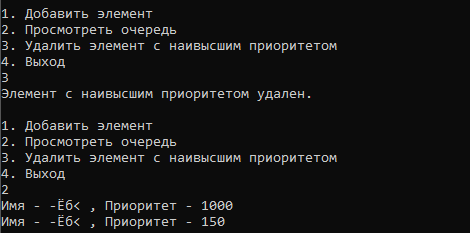 1. Добавить элемент
2. Просмотреть очередь
3. Удалить элемент с наивысшим приоритетом
4. Выход
3
Элемент с наивысшим приоритетом удален.
1. Добавить элемент
2. Просмотреть очередь
3. Удалить элемент с наивысшим приоритетом
4. Выход
2
Имя - -Ёб< , Приоритет - 1000
Имя - -Ёб< , Приоритет - 150